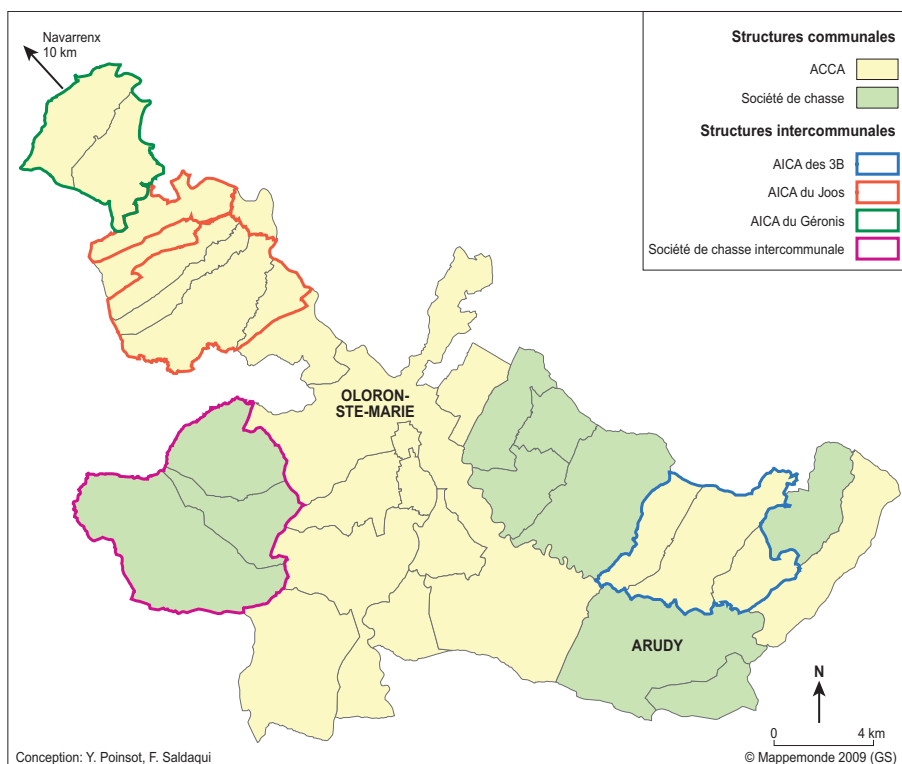 Navarrenx
10 km
Structures communales
ACCA
Société de chasse
Structures intercommunales
AICA des 3B
AICA du Joos
AICA du Géronis
Société de chasse intercommunale
OLORON-
STE-MARIE
ARUDY
N
0 4 km
Conception: Y. Poinsot, F. Saldaqui
© Mappemonde 2009 (GS)